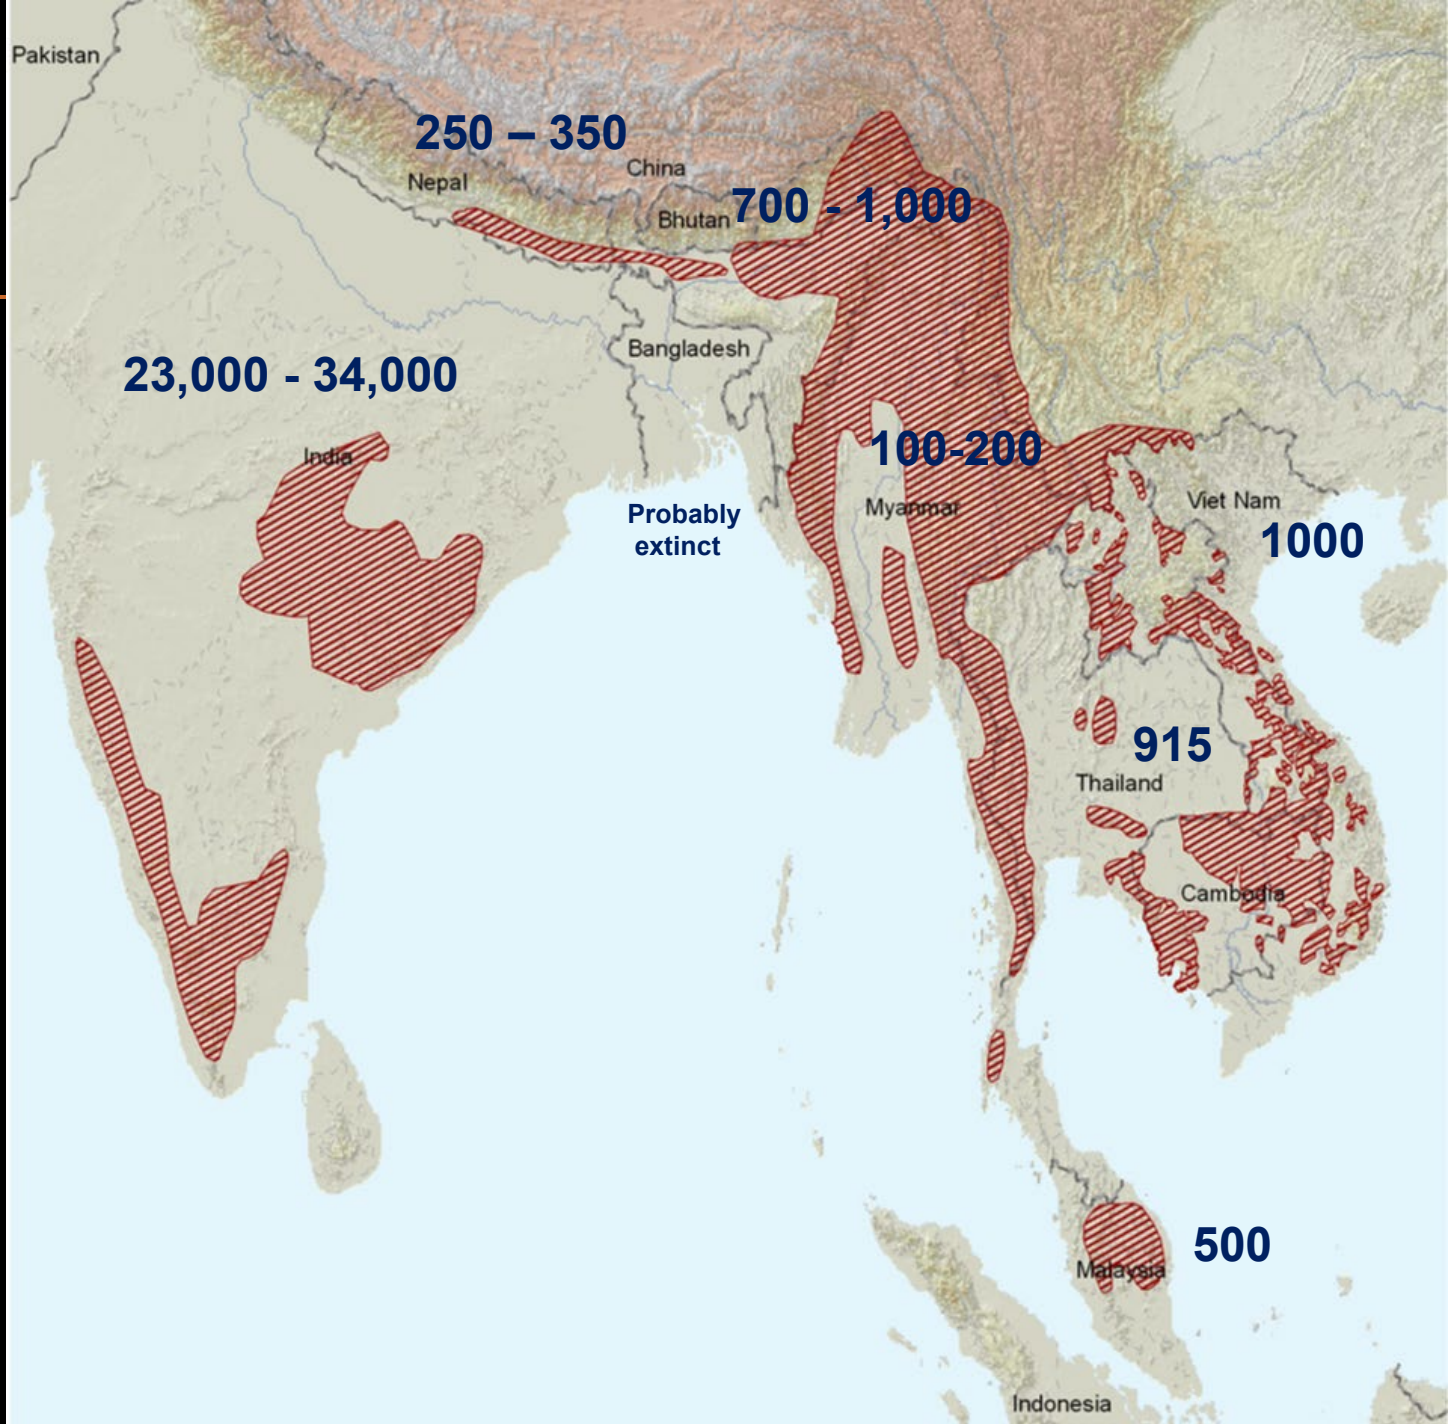 Pakistan
250 – 350
China
Nepal
700 - 1,000
Bhutan
Bangladesh
23,000 - 34,000
India
100-200
Myanmar
Viet Nam
Probably
extinct
1000
915
Thailand
Cambodia
500
Malaysia
Indonesia